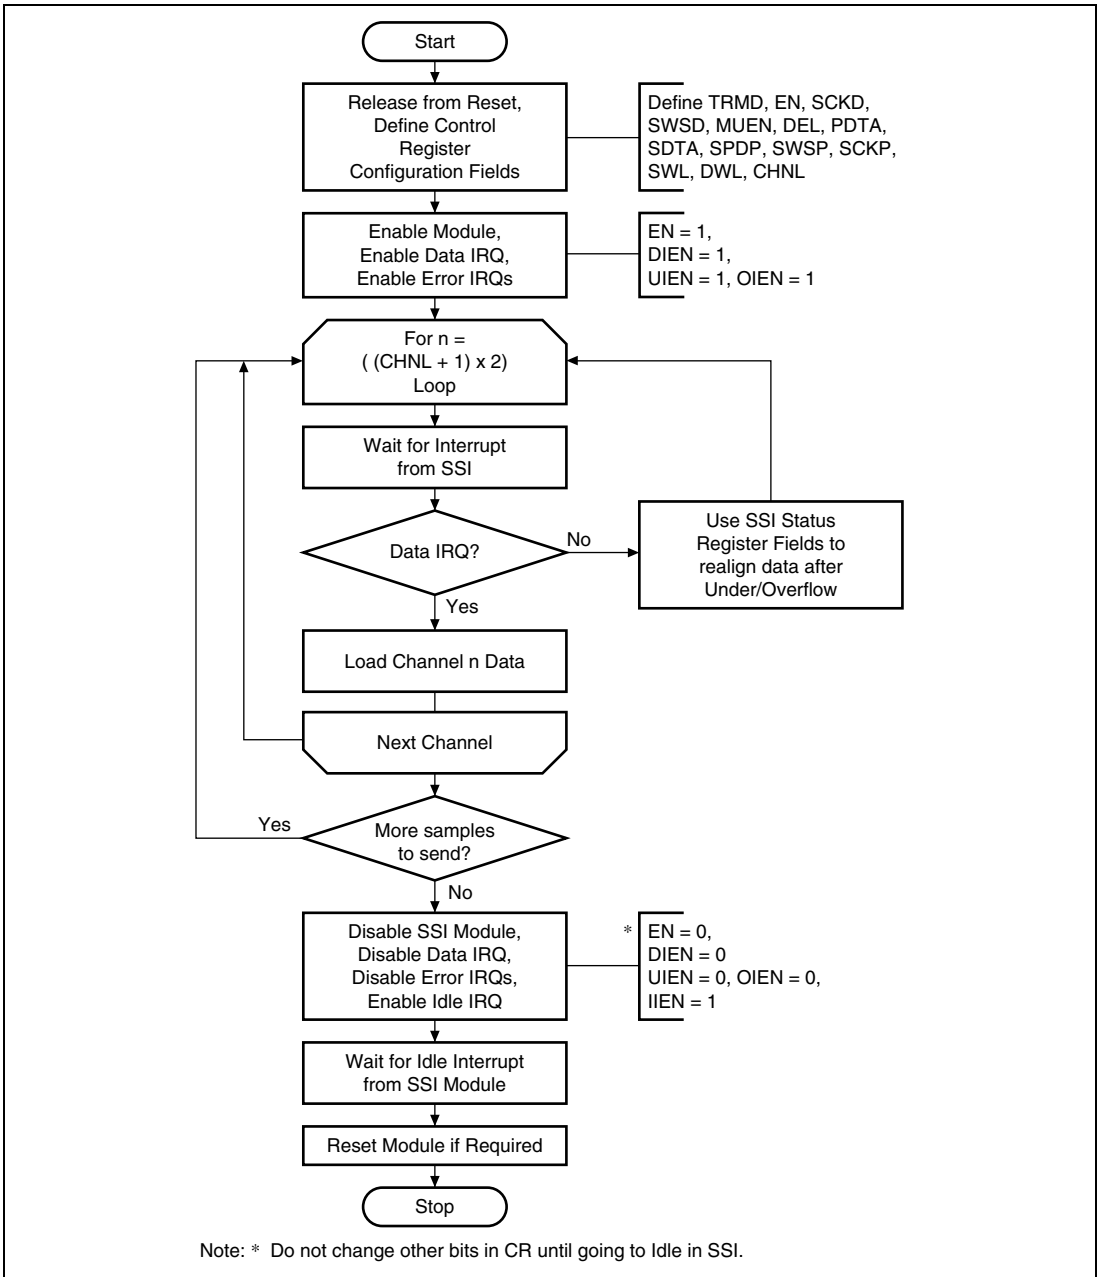 Start
Release from Reset,
Define Control
Register
Configuration Fields
Define TRMD, EN, SCKD,
SWSD, MUEN, DEL, PDTA,
SDTA, SPDP, SWSP, SCKP,
SWL, DWL, CHNL
Enable Module,
Enable Data IRQ,
Enable Error IRQs
EN = 1,
DIEN = 1,
UIEN = 1, OIEN = 1
For n =
( (CHNL + 1) x 2)
Loop
Wait for Interrupt
from SSI
Data IRQ?
No
Use SSI Status
Register Fields to
realign data after
Under/Overflow
Yes
Load Channel n Data
Next Channel
Yes
More samples
to send?
No
Disable SSI Module,
Disable Data IRQ,
Disable Error IRQs,
Enable Idle IRQ
* EN = 0,
DIEN = 0
UIEN = 0, OIEN = 0,
IIEN = 1
Wait for Idle Interrupt
from SSI Module
Reset Module if Required
Stop
Note: * Do not change other bits in CR until going to Idle in SSI.